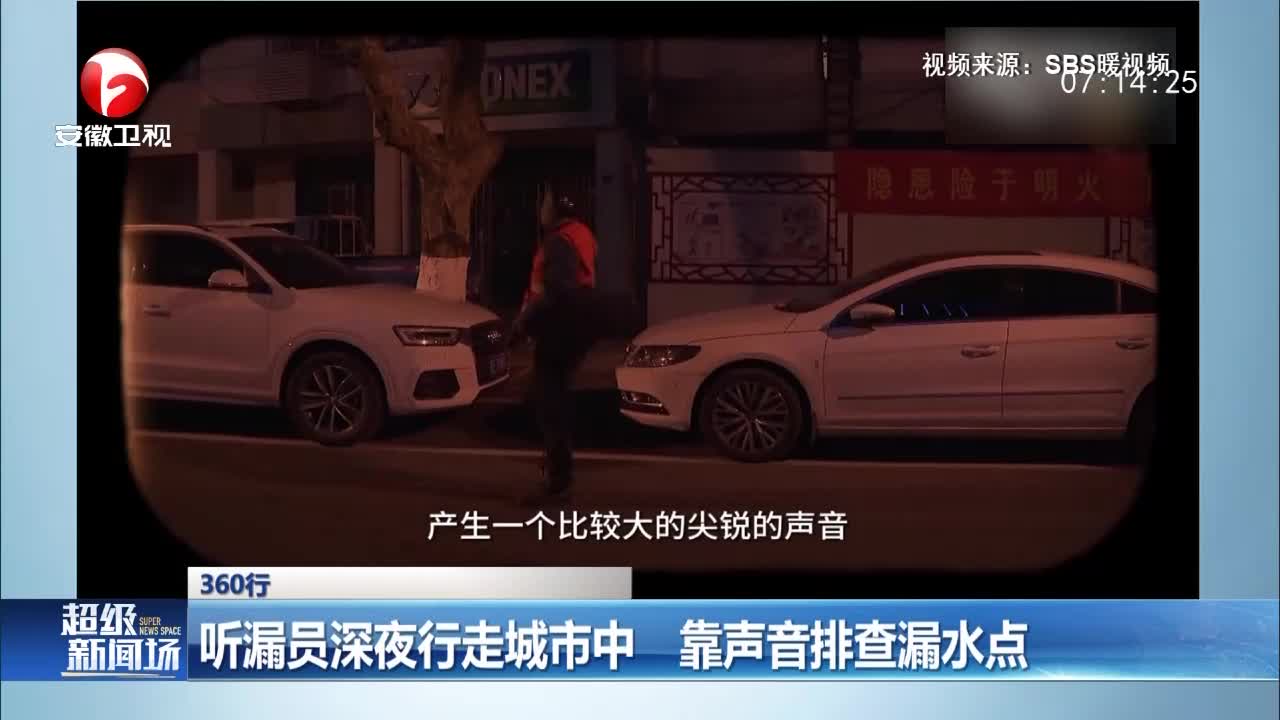 视频来源：SBS暖视频
07:14:25
安徽卫视
ONEX
隐患险于明火
产生一个比较大的尖锐的声音
360行
超级新闻场
SUPER NEWS SPACE
听漏员深夜行走城市中 靠声音排查漏水点